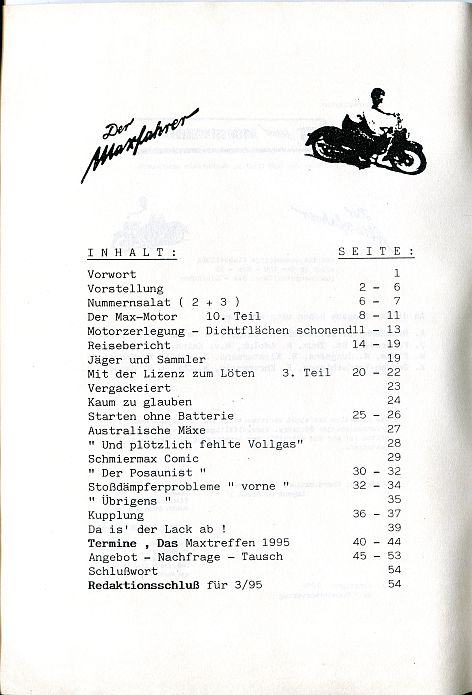 Der
Maxfahrer
INHALT: SEITE:
Vorwort 1
Vorstellung 2 - 6
Nummernsalat ( 2 + 3 ) 6 - 7
Der Max-Motor 10. Teil 8 - 11
Motorzerlegung - Dichtflächen schonend11 - 13
Reisebericht 14 - 19
Jäger und Sammler 19
Mit der Lizenz zum Löten 3. Teil 20 - 22
Vergackeiert 23
Kaum zu glauben 24
Starten ohne Batterie 25 - 26
Australische Mäxe 27
" Und plötzlich fehlte Vollgas" 28
Schmiermax Comic 29
" Der Posaunist " 30 - 32
Stoßdämpferprobleme " vorne " 32 - 34
" Übrigens " 35
Kupplung 36 - 37
Da is' der Lack ab ! 39
Termine , Das Maxtreffen 1995 40 - 44
Angebot - Nachfrage - Tausch 45 - 53
Schlußwort 54
Redaktionsschluß für 3/95 54